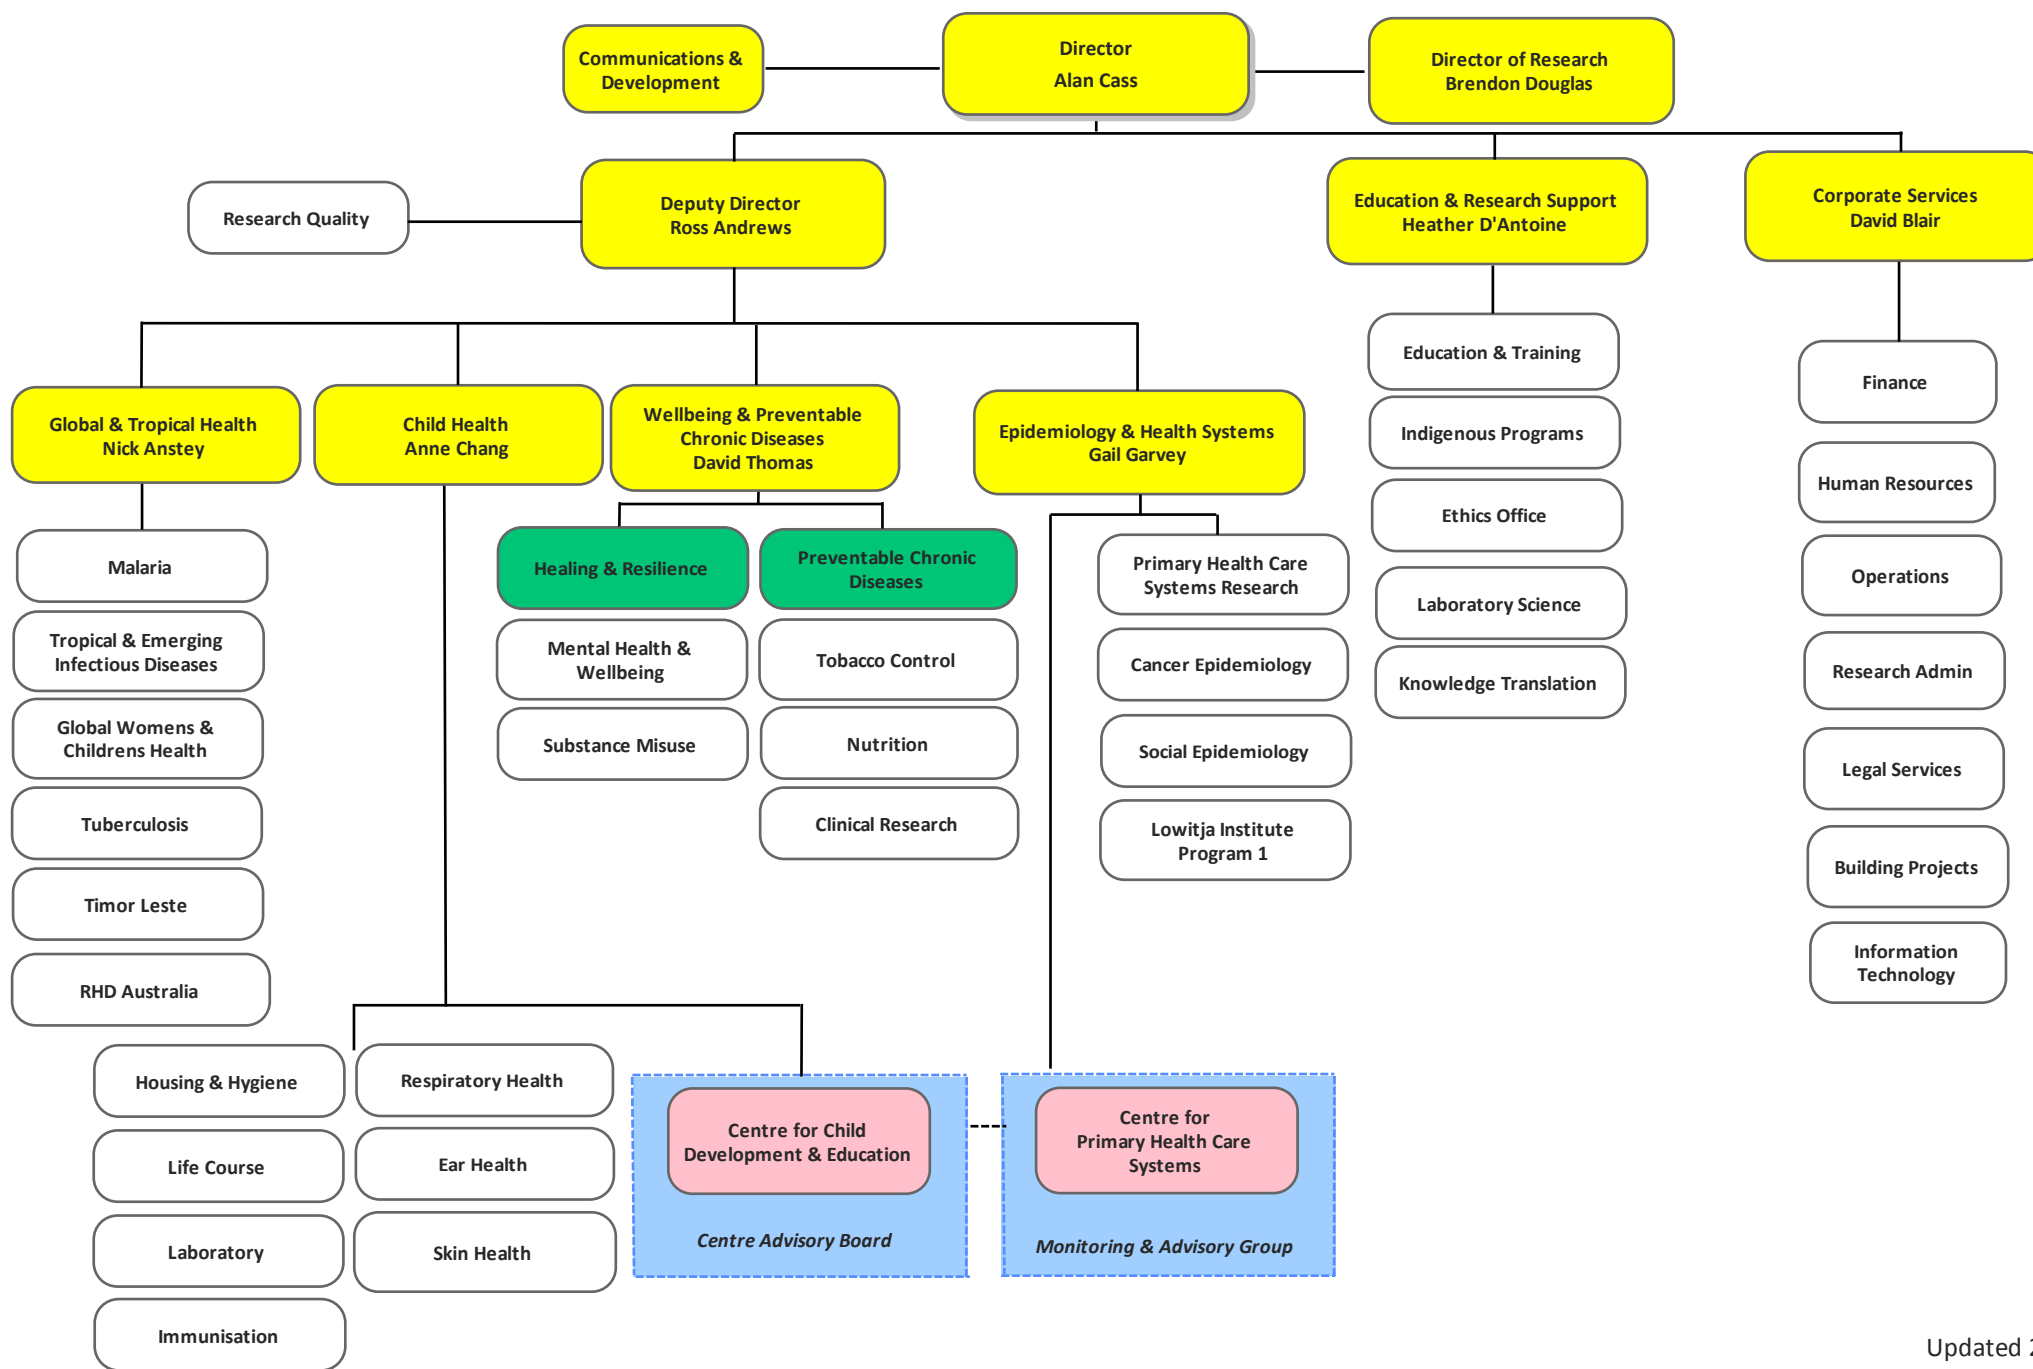 Communications &
Development
Director
Alan Cass
Director of Research
Brendon Douglas
Research Quality
Deputy Director
Ross Andrews
Education & Research Support
Heather D'Antoine
Corporate Services
David Blair
Global & Tropical Health
Nick Anstey
Child Health
Anne Chang
Wellbeing & Preventable
Chronic Diseases
David Thomas
Epidemiology & Health Systems
Gail Garvey
Malaria
Tropical & Emerging
Infectious Diseases
Global Womens &
Childrens Health
Tuberculosis
Timor Leste
RHD Australia
Healing & Resilience
Mental Health &
Wellbeing
Substance Misuse
Preventable Chronic
Diseases
Tobacco Control
Nutrition
Clinical Research
Primary Health Care
Systems Research
Cancer Epidemiology
Social Epidemiology
Lowitja Institute
Program 1
Education & Training
Indigenous Programs
Ethics Office
Laboratory Science
Knowledge Translation
Finance
Human Resources
Operations
Research Admin
Legal Services
Building Projects
Information
Technology
Housing & Hygiene
Life Course
Laboratory
Immunisation
Respiratory Health
Ear Health
Skin Health
Centre for Child
Development & Education
Centre Advisory Board
Centre for
Primary Health Care
Systems
Monitoring & Advisory Group
Updated